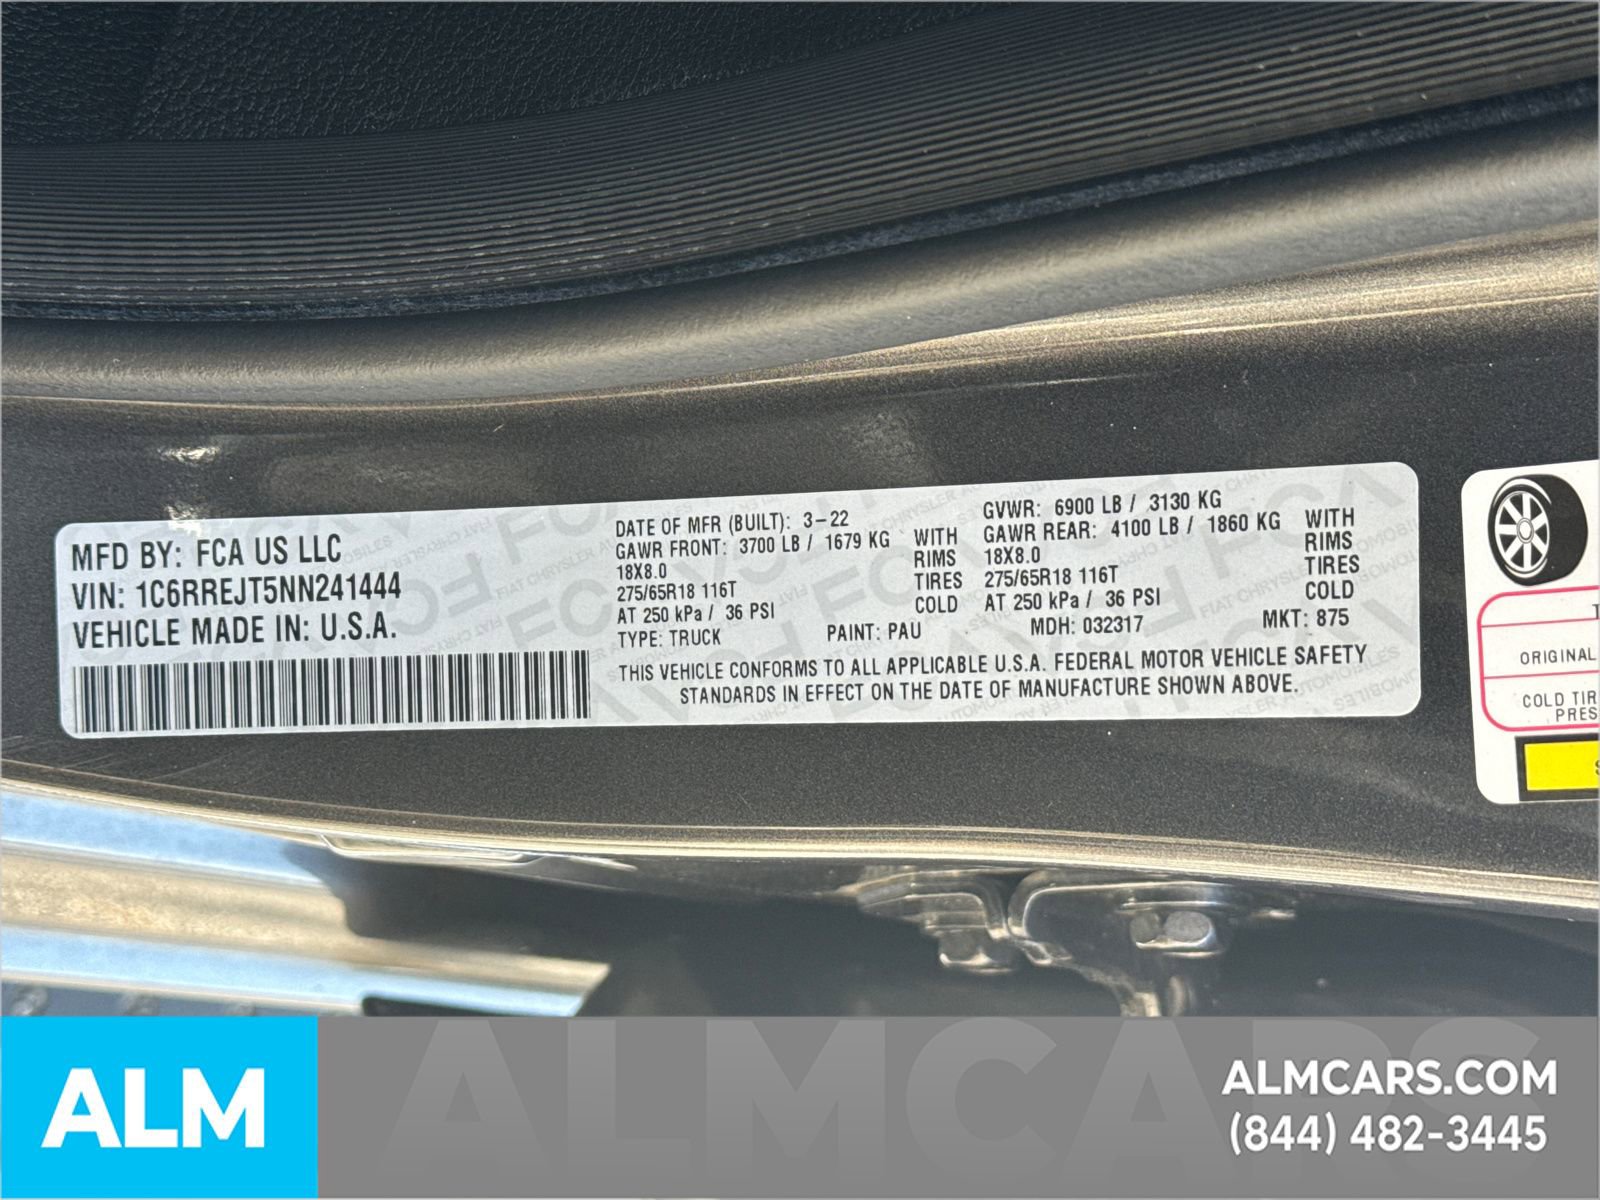 MFD BY: FCA US LLC
VIN: 1C6RREJT5NN241444
VEHICLE MADE IN: U.S.A.
DATE OF MFR (BUILT): 3-22
GAWR FRONT: 3700 LB / 1679 KG WITH
18X8.0 RIMS
275/65R18 116T TIRES
AT 250 kPa / 36 PSI COLD
TYPE: TRUCK PAINT: PAU
GVWR: 6900 LB / 3130 KG
GAWR REAR: 4100 LB / 1860 KG WITH
18X8.0 RIMS
275/65R18 116T TIRES
AT 250 kPa / 36 PSI COLD
MDH: 032317 MKT: 875
THIS VEHICLE CONFORMS TO ALL APPLICABLE U.S.A. FEDERAL MOTOR VEHICLE SAFETY
STANDARDS IN EFFECT ON THE DATE OF MANUFACTURE SHOWN ABOVE.
ORIGINAL
COLD
ALM
ALMCARS
ALMCARS.COM
(844) 482-3445